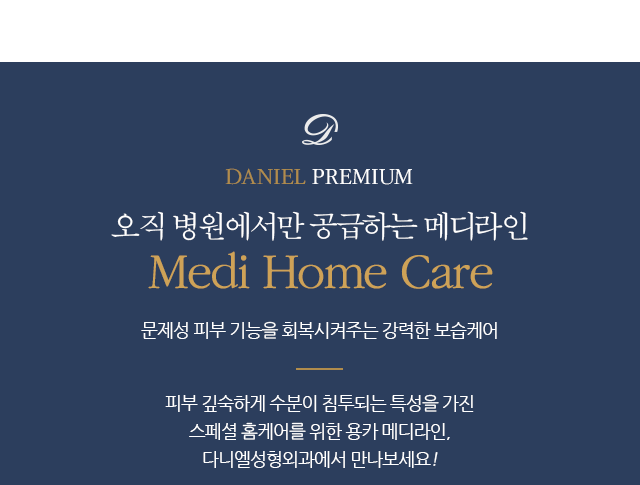 DANIEL PREMIUM
오직 병원에서만 공급하는 메디라인
Medi Home Care
문제성 피부 기능을 회복시켜주는 강력한 보습케어
피부 깊숙하게 수분이 침투되는 특성을 가진
스페셜 홈케어를 위한 용카 메디라인,
다니엘성형외과에서 만나보세요!